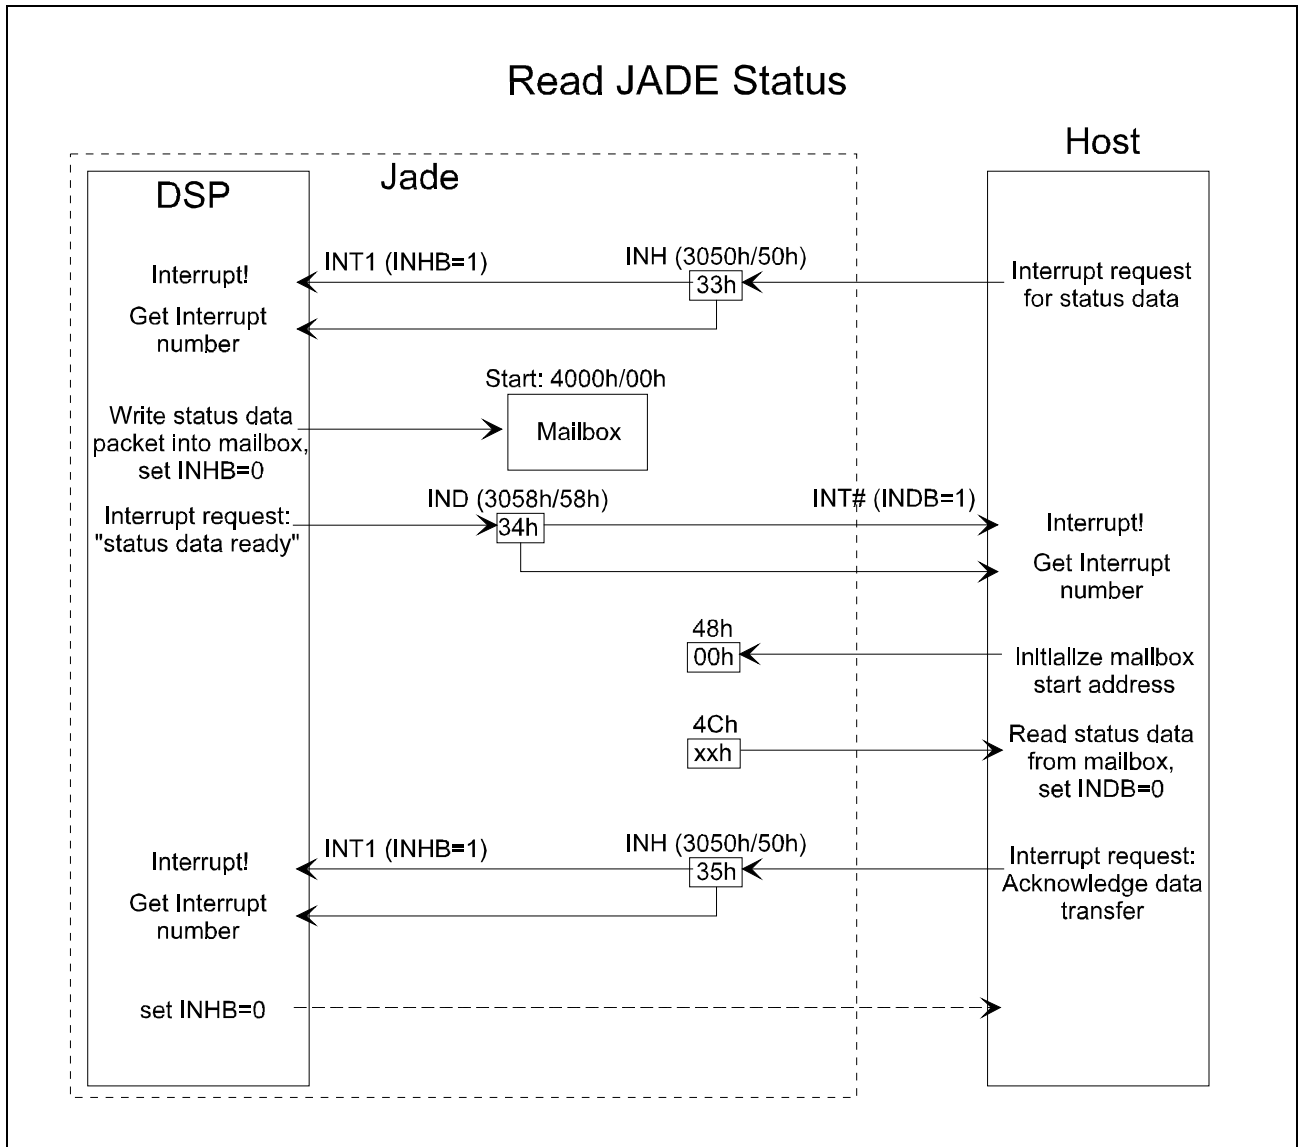 Read JADE Status
Host
Jade
DSP
INT1 (INHB=1)
INH (3050h/50h)
Interrupt!
33h
Interrupt request
for status data
Get Interrupt
number
Start: 4000h/00h
Write status data
packet into mailbox,
set INHB=0
Mailbox
IND (3058h/58h)
INT# (INDB=1)
Interrupt request:
"status data ready"
34h
Interrupt!
Get Interrupt
number
48h
00h
Initialize mailbox
start address
4Ch
xxh
Read status data
from mailbox,
set INDB=0
INT1 (INHB=1)
INH (3050h/50h)
Interrupt!
35h
Interrupt request:
Acknowledge data
transfer
Get Interrupt
number
set INHB=0